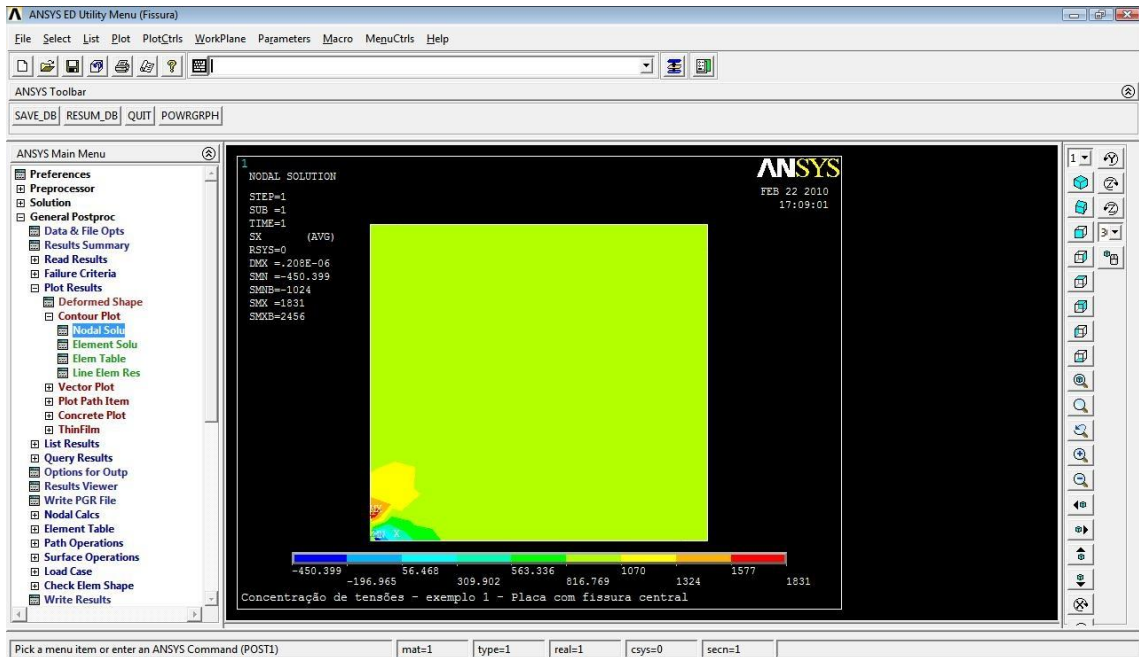 ANSYS ED Utility Menu (Fissura)
File Select List Plot PlotCtrls WorkPlane Parameters Macro MenuCtrls Help
ANSYS Toolbar
SAVE_DB RESUM_DB QUIT POWRGRPH
ANSYS Main Menu
Preferences
Preprocessor
Solution
General Postproc
Data & File Opts
Results Summary
Read Results
Failure Criteria
Plot Results
Deformed Shape
Contour Plot
Nodal Solu
Element Solu
Elem Table
Line Elem Res
Vector Plot
Plot Path Item
Concrete Plot
ThinFilm
List Results
Query Results
Options for Outp
Results Viewer
Write PGR File
Nodal Calcs
Element Table
Path Operations
Surface Operations
Load Case
Check Elem Shape
Write Results
1
NODAL SOLUTION
STEP=1
SUB =1
TIME=1
SX (AVG)
RSYS=0
DMX =.208E-06
SMN =-450.399
SMNB=-1024
SMX =1831
SMXB=2456
ANSYS
FEB 22 2010
17:09:01
X
-450.399 56.468 563.336 1070 1577
-196.965 309.902 816.769 1324 1831
Concentração de tensões - exemplo 1 - Placa com fissura central
1
Pick a menu item or enter an ANSYS Command (POST1) mat=1 type=1 real=1 csys=0 secn=1